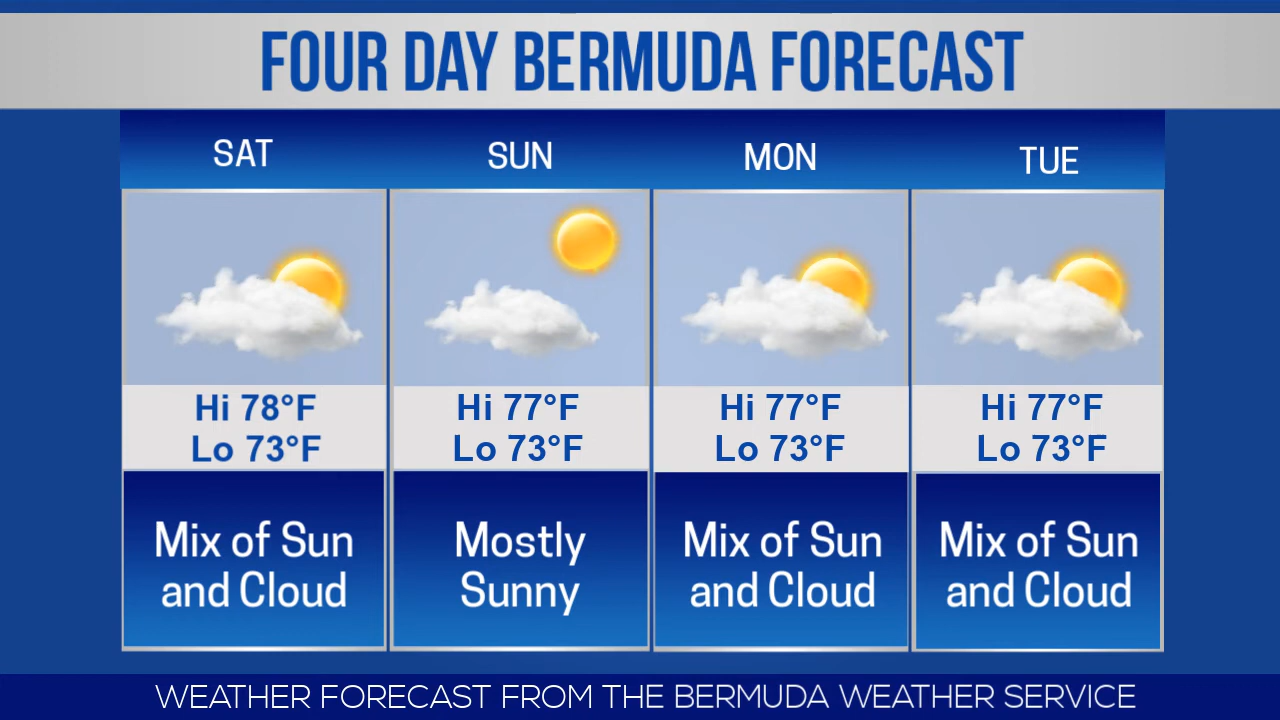 FOUR DAY BERMUDA FORECAST
SAT
SUN
MON
TUE
Hi 78°F
Lo 73°F
Hi 77°F
Lo 73°F
Hi 77°F
Lo 73°F
Hi 77°F
Lo 73°F
Mix of Sun
and Cloud
Mostly
Sunny
Mix of Sun
and Cloud
Mix of Sun
and Cloud
WEATHER FORECAST FROM THE BERMUDA WEATHER SERVICE